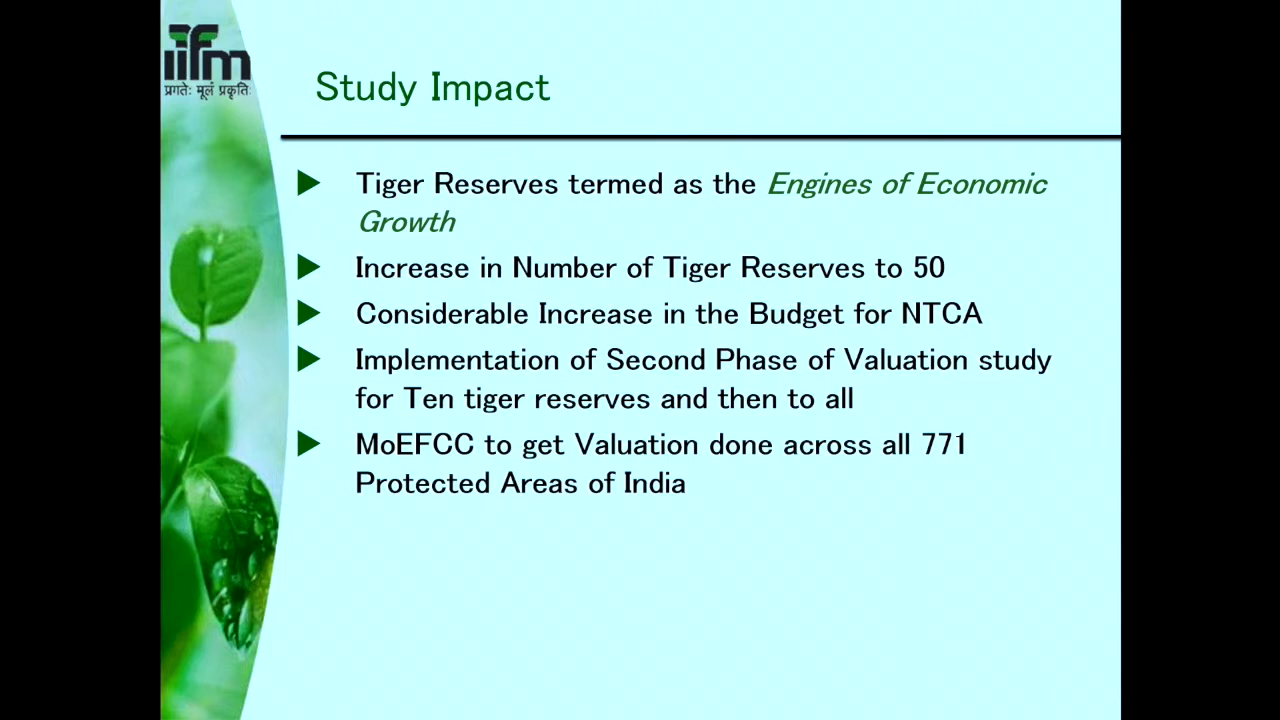 iifm
प्रगतेः मूलं प्रकृतिः
Study Impact
Tiger Reserves termed as the Engines of Economic
Growth
Increase in Number of Tiger Reserves to 50
Considerable Increase in the Budget for NTCA
Implementation of Second Phase of Valuation study
for Ten tiger reserves and then to all
MoEFCC to get Valuation done across all 771
Protected Areas of India